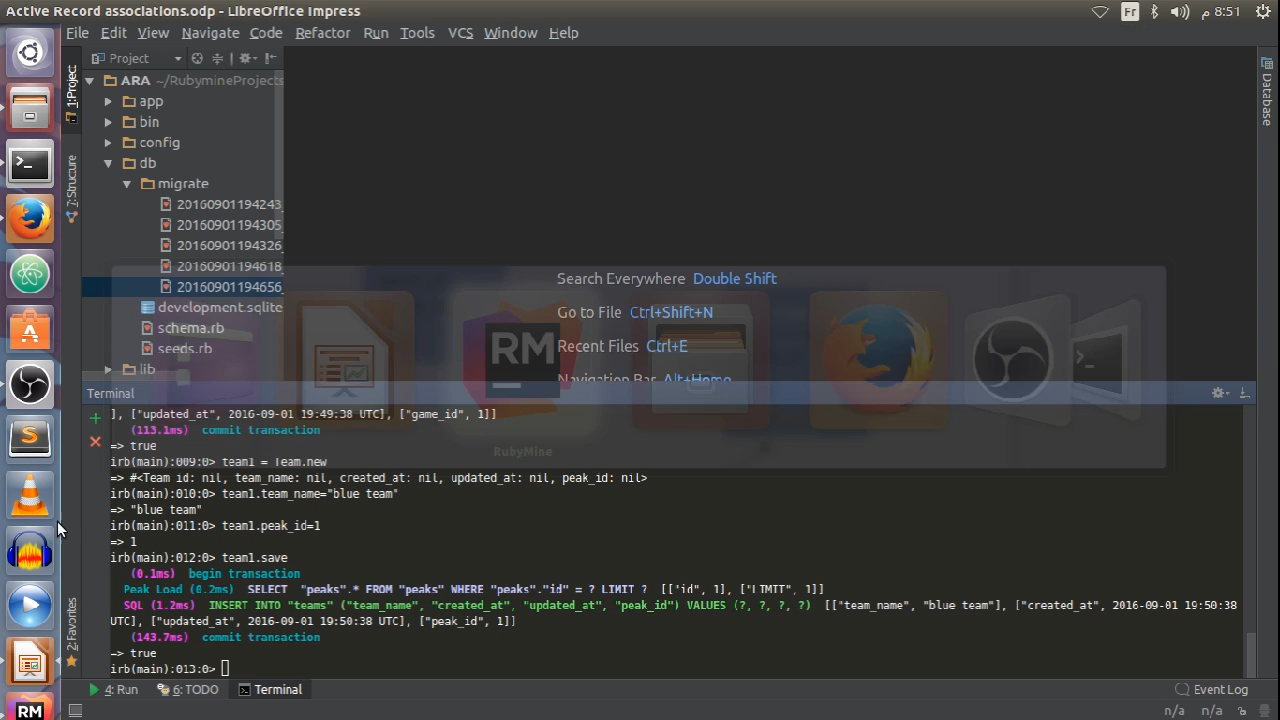 Active Record associations.odp - LibreOffice Impress
Fr
8:51 م
File Edit View Navigate Code Refactor Run Tools VCS Window Help
Project
1: Project
Database
ARA ~/RubymineProjects
app
bin
config
db
migrate
7: Structure
20160901194243_
20160901194305_
20160901194326_
20160901194618_
20160901194656_
development.sqlite
schema.rb
seeds.rb
lib
Search Everywhere Double Shift
Go to File Ctrl+Shift+N
Recent Files Ctrl+E
Navigation Bar Alt+Home
RM
RubyMine
Terminal
], ["updated_at", 2016-09-01 19:49:38 UTC], ["game_id", 1]]
(113.1ms) commit transaction
=> true
irb(main):009:0> team1 = Team.new
=> #<Team id: nil, team_name: nil, created_at: nil, updated_at: nil, peak_id: nil>
irb(main):010:0> team1.team_name="blue team"
=> "blue team"
irb(main):011:0> team1.peak_id=1
=> 1
irb(main):012:0> team1.save
(0.1ms) begin transaction
Peak Load (0.2ms) SELECT "peaks".* FROM "peaks" WHERE "peaks"."id" = ? LIMIT ? [["id", 1], ["LIMIT", 1]]
SQL (1.2ms) INSERT INTO "teams" ("team_name", "created_at", "updated_at", "peak_id") VALUES (?, ?, ?, ?) [["team_name", "blue team"], ["created_at", 2016-09-01 19:50:38
UTC], ["updated_at", 2016-09-01 19:50:38 UTC], ["peak_id", 1]]
(143.7ms) commit transaction
=> true
irb(main):013:0>
2: Favorites
4: Run 6: TODO Terminal Event Log
n/a n/a
RM